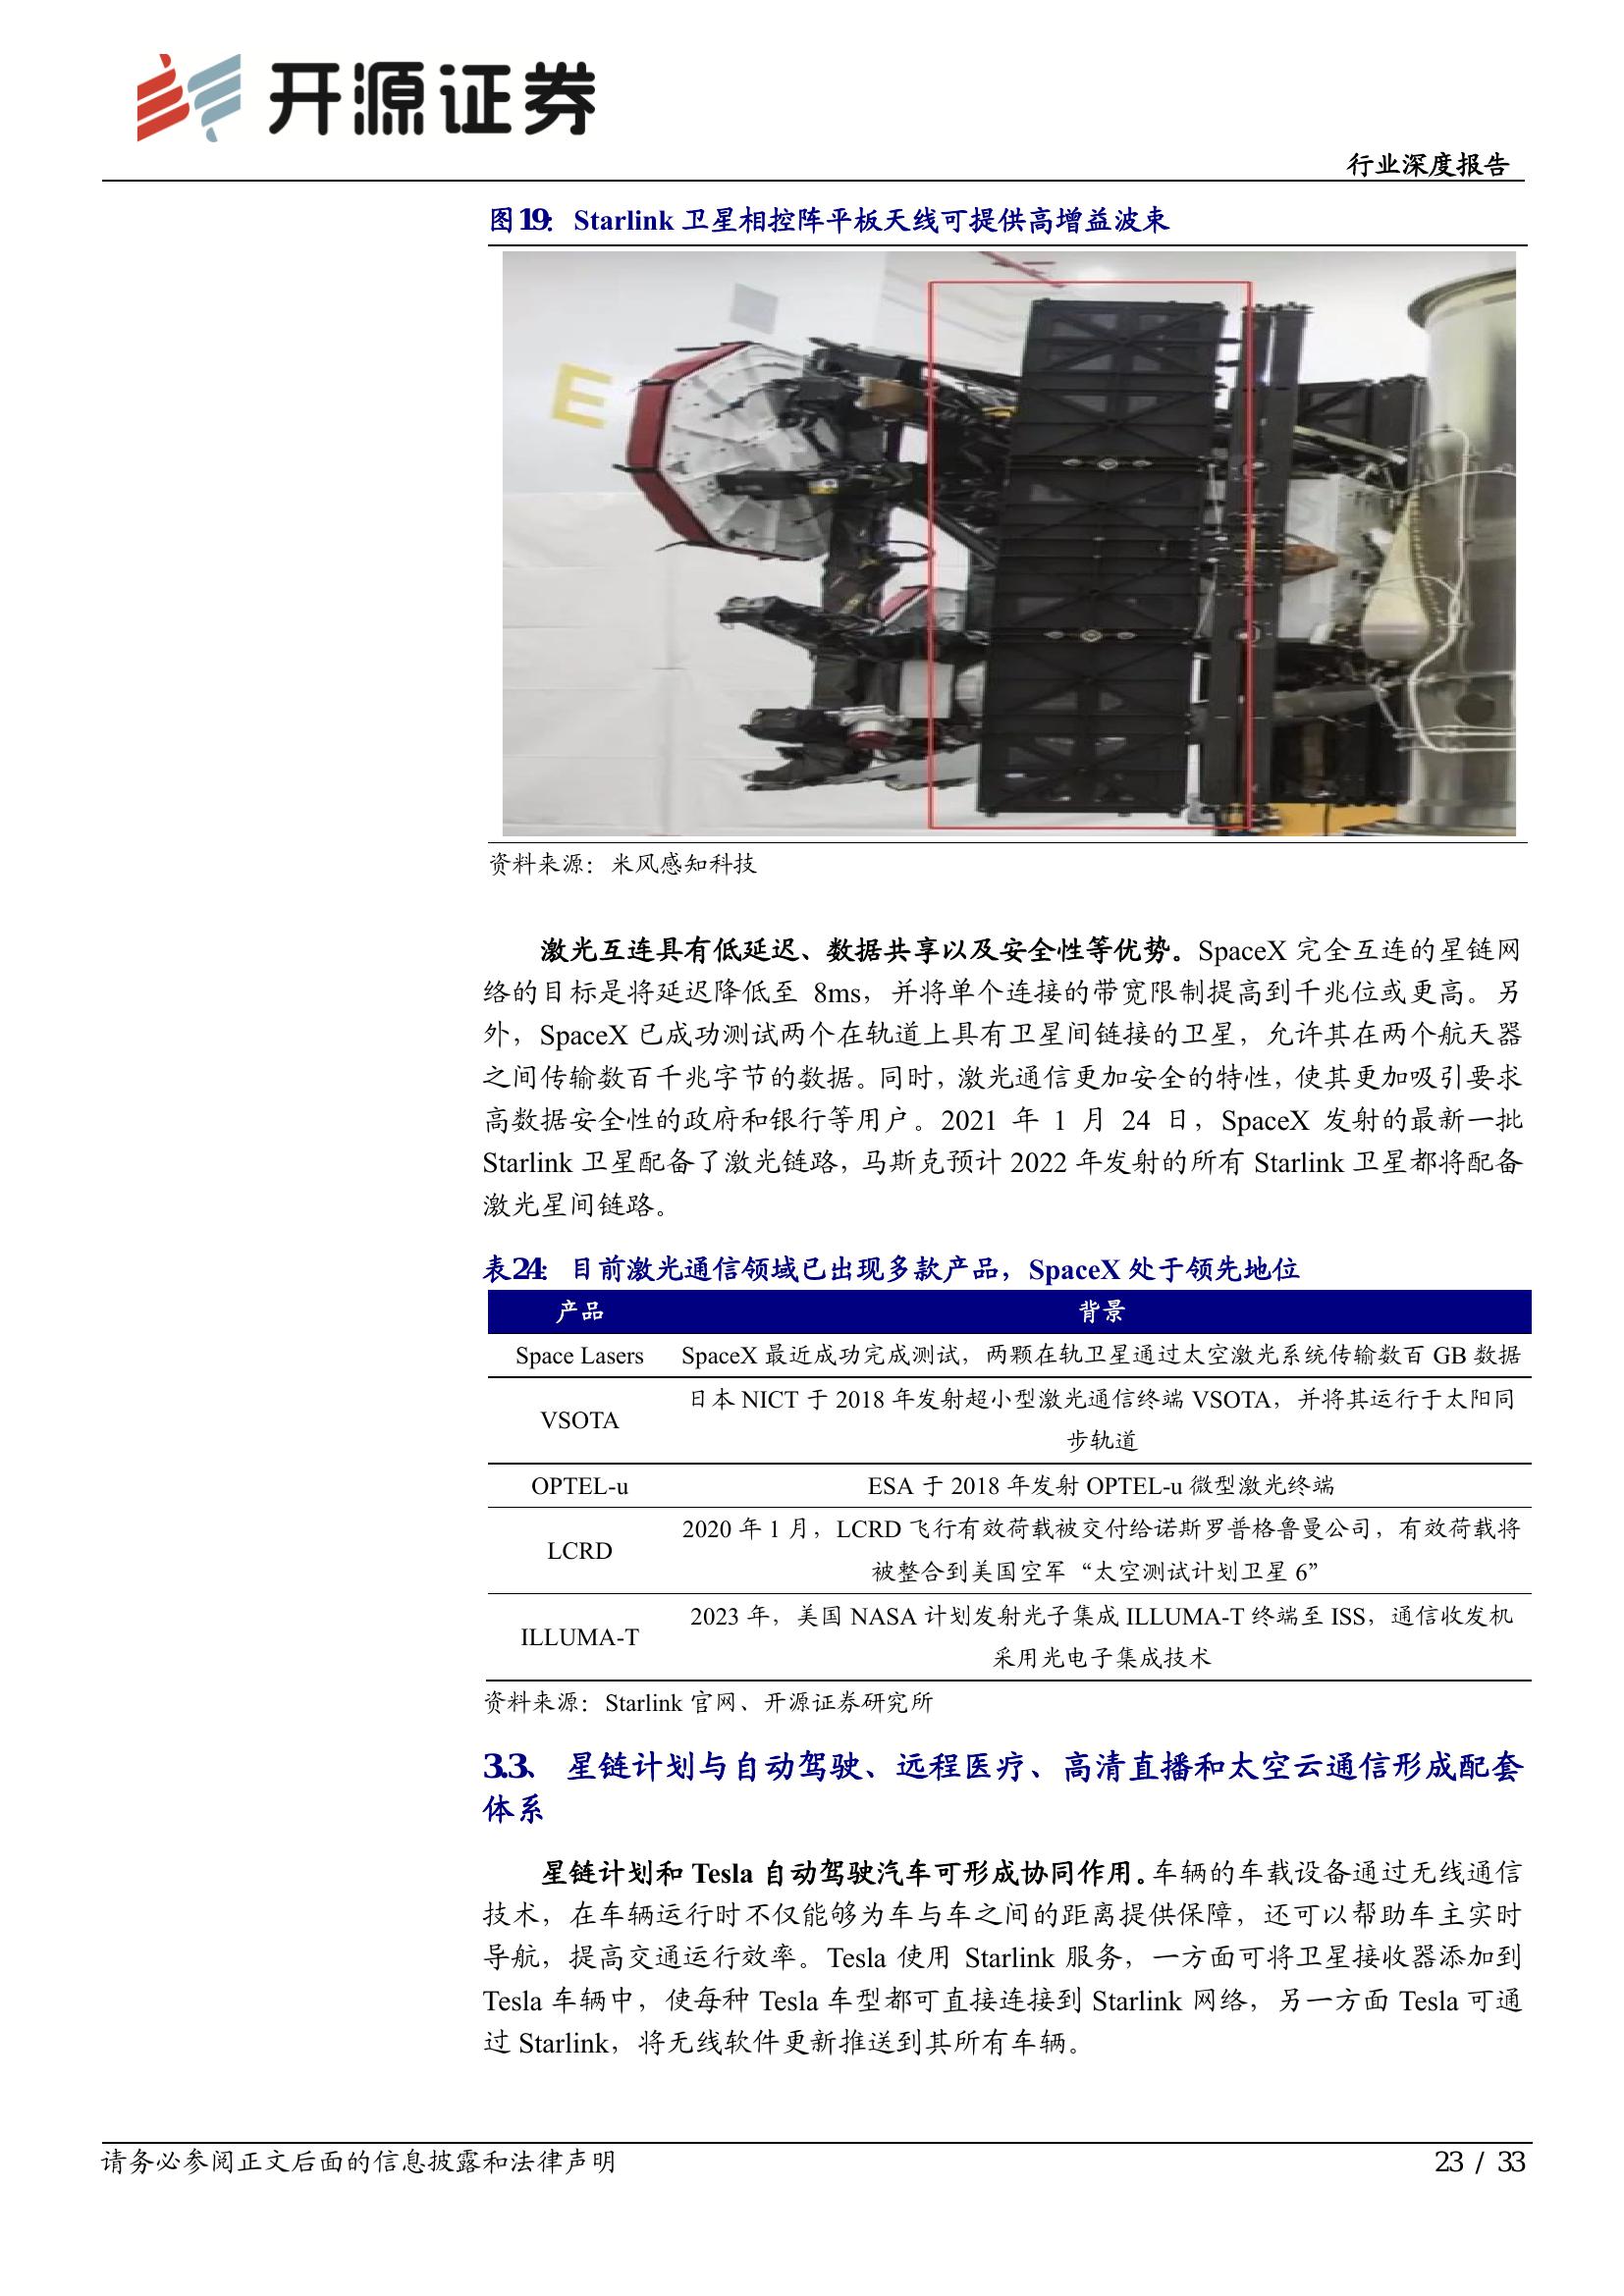 开源证券
行业深度报告
图19： Starlink 卫星相控阵平板天线可提供高增益波束
E
资料来源：米风感知科技
激光互连具有低延迟、数据共享以及安全性等优势。SpaceX 完全互连的星链网
络的目标是将延迟降低至 8ms，并将单个连接的带宽限制提高到千兆位或更高。另
外，SpaceX 已成功测试两个在轨道上具有卫星间链接的卫星，允许其在两个航天器
之间传输数百千兆字节的数据。同时，激光通信更加安全的特性，使其更加吸引要求
高数据安全性的政府和银行等用户。2021 年 1 月 24 日，SpaceX 发射的最新一批
Starlink 卫星配备了激光链路，马斯克预计 2022 年发射的所有 Starlink 卫星都将配备
激光星间链路。
表24： 目前激光通信领域已出现多款产品，SpaceX 处于领先地位
产品 背景
Space Lasers SpaceX 最近成功完成测试，两颗在轨卫星通过太空激光系统传输数百 GB 数据
VSOTA 日本 NICT 于 2018 年发射超小型激光通信终端 VSOTA，并将其运行于太阳同
步轨道
OPTEL-u ESA 于 2018 年发射 OPTEL-u 微型激光终端
LCRD 2020 年 1 月，LCRD 飞行有效荷载被交付给诺斯罗普格鲁曼公司，有效荷载将
被整合到美国空军“太空测试计划卫星 6”
ILLUMA-T 2023 年，美国 NASA 计划发射光子集成 ILLUMA-T 终端至 ISS，通信收发机
采用光电子集成技术
资料来源：Starlink 官网、开源证券研究所
3.3、 星链计划与自动驾驶、远程医疗、高清直播和太空云通信形成配套
体系
星链计划和 Tesla 自动驾驶汽车可形成协同作用。车辆的车载设备通过无线通信
技术，在车辆运行时不仅能够为车与车之间的距离提供保障，还可以帮助车主实时
导航，提高交通运行效率。Tesla 使用 Starlink 服务，一方面可将卫星接收器添加到
Tesla 车辆中，使每种 Tesla 车型都可直接连接到 Starlink 网络，另一方面 Tesla 可通
过 Starlink，将无线软件更新推送到其所有车辆。
请务必参阅正文后面的信息披露和法律声明
23 / 33